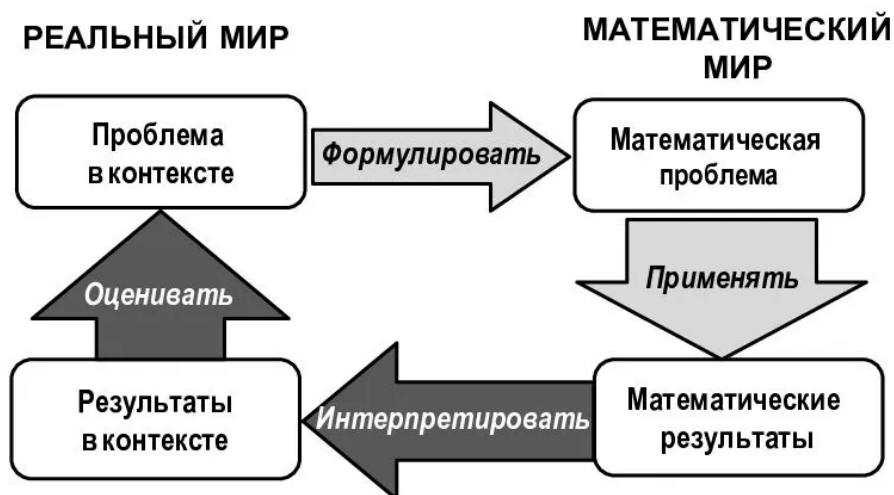 РЕАЛЬНЫЙ МИР
МАТЕМАТИЧЕСКИЙ
МИР
Проблема
в контексте
Формулировать
Математическая
проблема
Оценивать
Применять
Результаты
в контексте
Интерпретировать
Математические
результаты